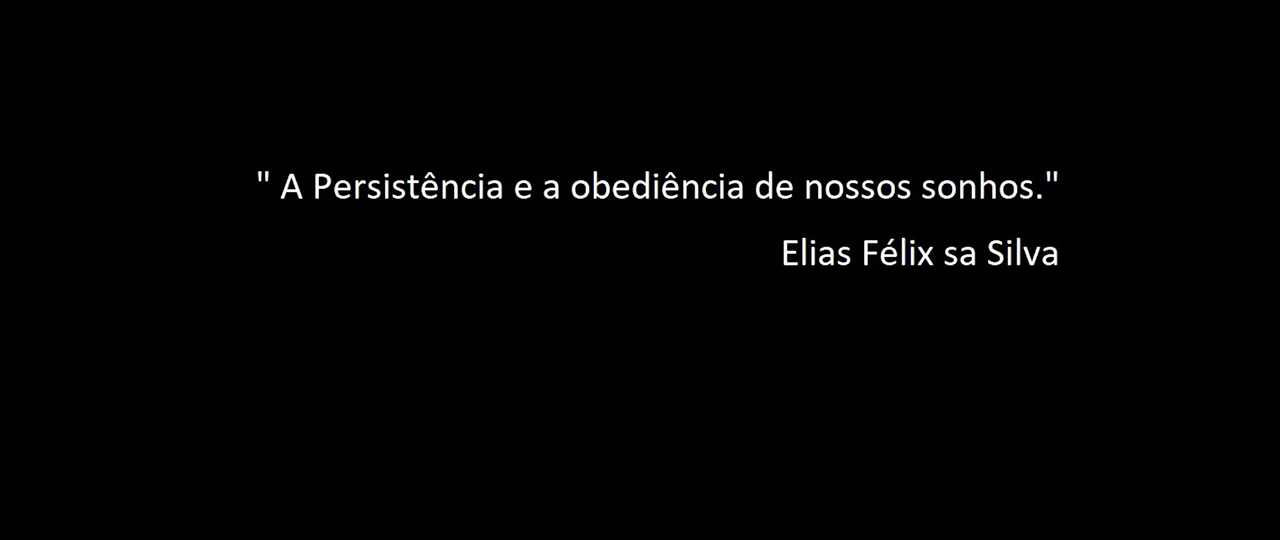 " A Persistência e a obediência de nossos sonhos."
Elias Félix sa Silva